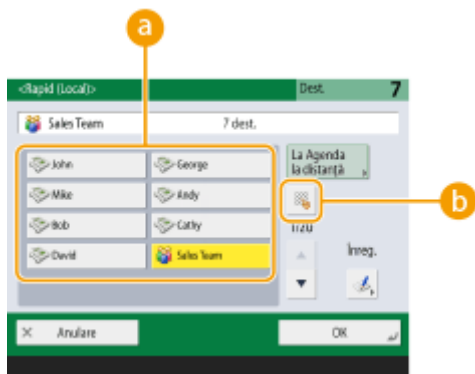 a
<Rapid (Local)>
Dest. 7
Sales Team 7 dest.
John George
La Agenda
la distanţă
Mike Andy
b
Bob Cathy
1/20
David Sales Team
Înreg.
× Anulare OK